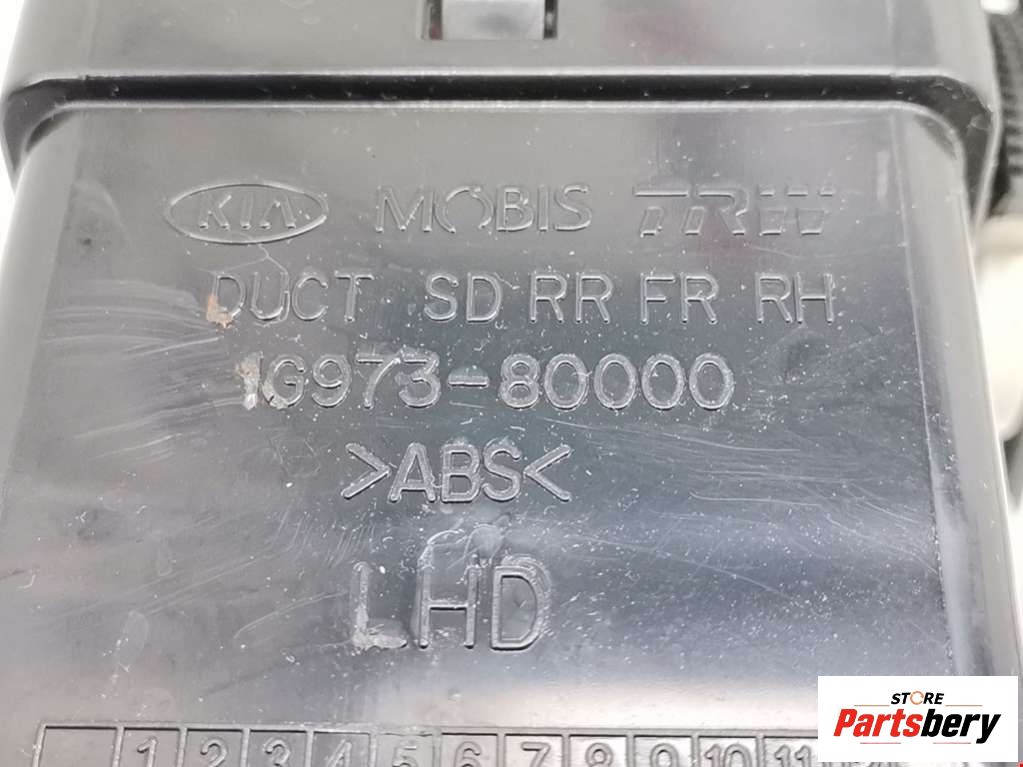 KIA MOBIS TRW
DUCT SD RR FR RH
1G973-80000
>ABS<
LHD
1 2 3 4 5 6 7 8 9 10 11 12
STORE
Partsbery